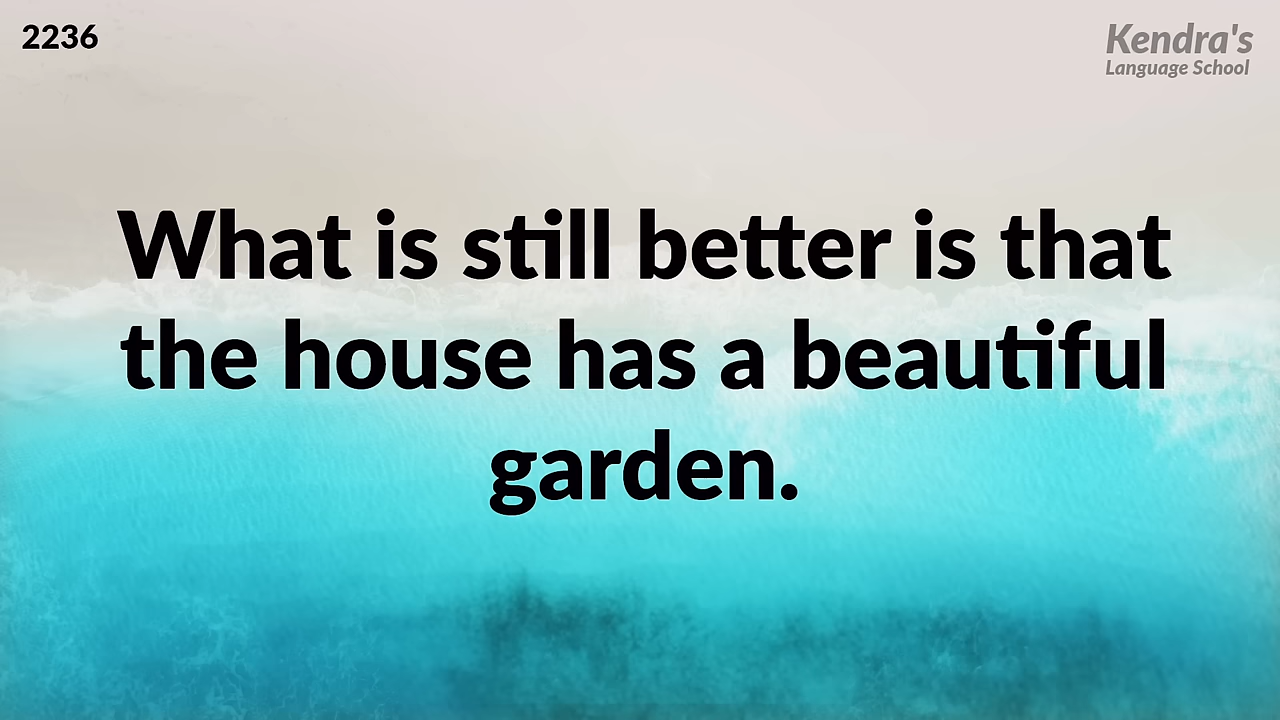 2236
Kendra's
Language School
What is still better is that
the house has a beautiful
garden.